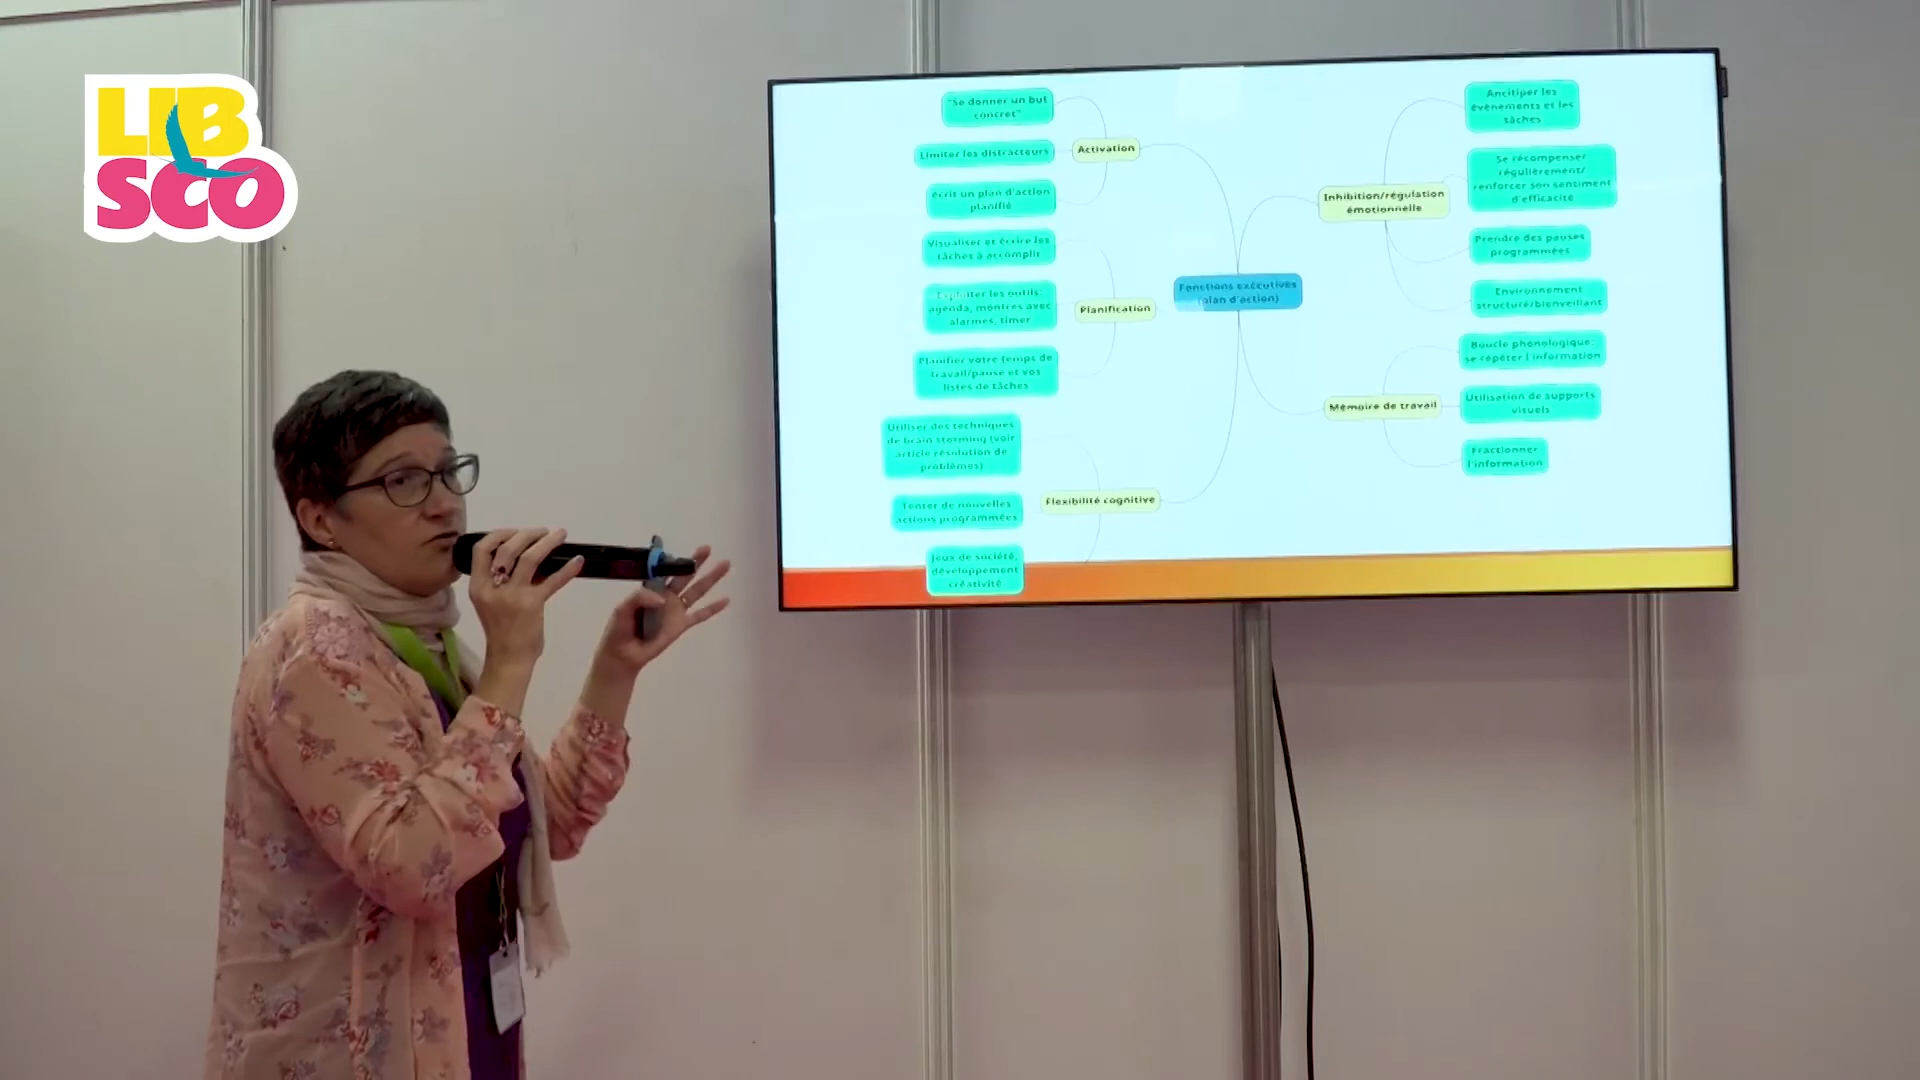 LIB
SCO
"Se donner un but
concret"
Limiter les distracteurs
écrit un plan d'action
planifié
Activation
Visualiser et écrire les
tâches à accomplir
Exploiter les outils:
agenda, montres avec
alarmes, timer
Planifier votre temps de
travail/pause et vos
listes de tâches
Planification
Utiliser des techniques
de brain storming (voir
article résolution de
problèmes)
Tenter de nouvelles
actions programmées
Jeux de société,
développement
créativité
Flexibilité cognitive
Fonctions exécutives
(plan d'action)
Inhibition/régulation
émotionnelle
Ancitiper les
évènements et les
tâches
Se récompenser
régulièrement/
renforcer son sentiment
d'efficacité
Prendre des pauses
programmées
Environnement
structuré/bienveillant
Mémoire de travail
Boucle phonologique:
se répéter l'information
Utilisation de supports
visuels
Fractionner
l'information